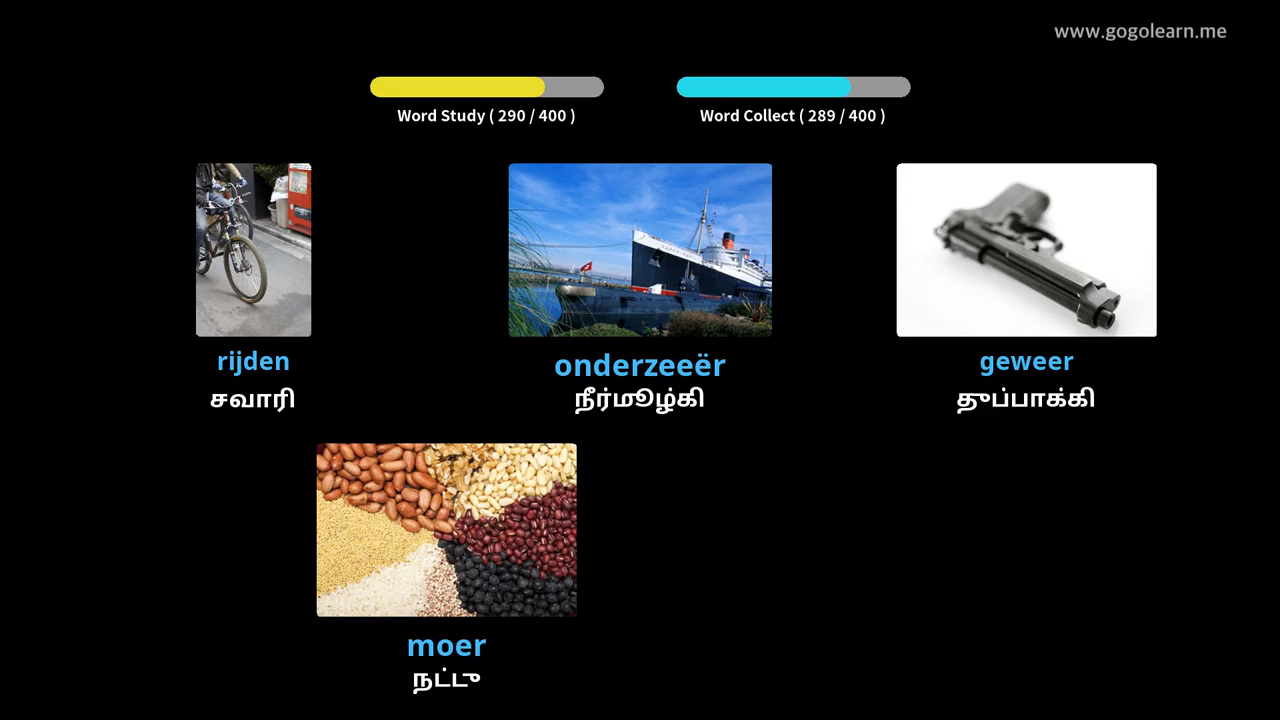 www.gogolearn.me
Word Study ( 290 / 400 )
Word Collect ( 289 / 400 )
rijden
சவாரி
onderzeeër
நீர்மூழ்கி
geweer
துப்பாக்கி
moer
நட்டு